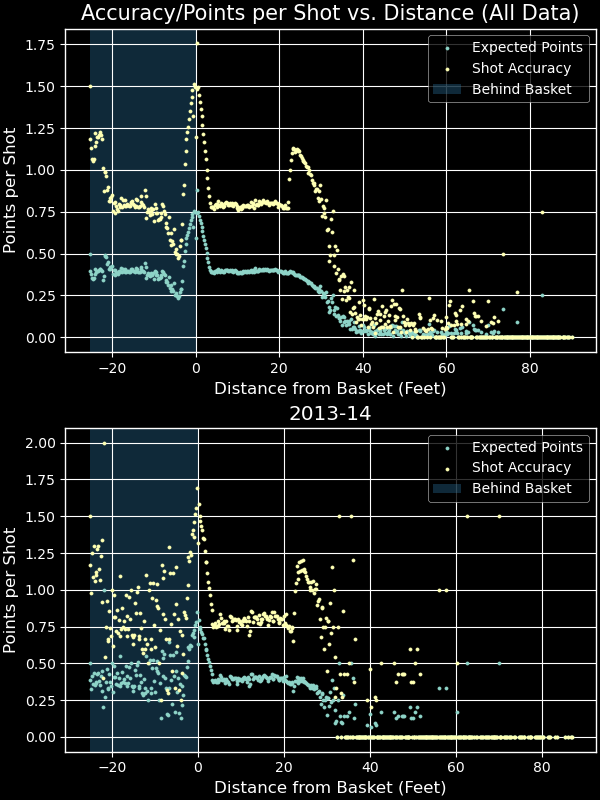 Accuracy/Points per Shot vs. Distance (All Data)
Expected Points
Shot Accuracy
Behind Basket
Points per Shot
1.75
1.50
1.25
1.00
0.75
0.50
0.25
0.00
−20 0 20 40 60 80
Distance from Basket (Feet)
2013-14
Expected Points
Shot Accuracy
Behind Basket
Points per Shot
2.00
1.75
1.50
1.25
1.00
0.75
0.50
0.25
0.00
−20 0 20 40 60 80
Distance from Basket (Feet)